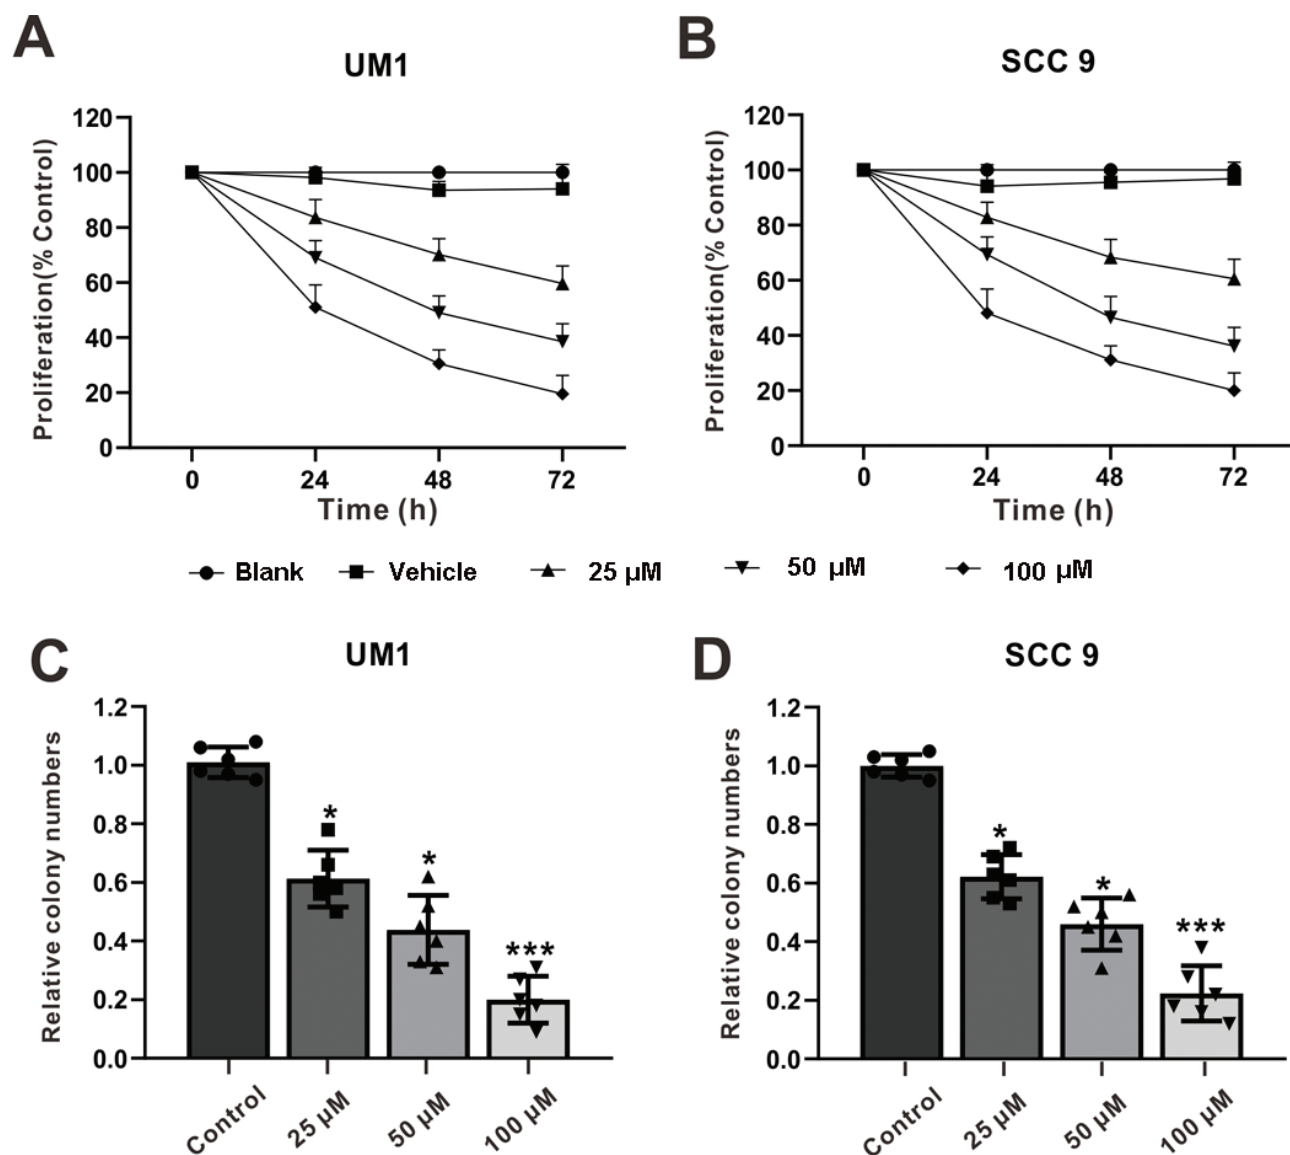 A
UM1
Proliferation(% Control)
120
100
80
60
40
20
0
0 24 48 72
Time (h)
B
SCC 9
Proliferation(% Control)
120
100
80
60
40
20
0
0 24 48 72
Time (h)
Blank Vehicle 25 μM 50 μM 100 μM
C
UM1
Relative colony numbers
1.2
1.0
0.8
0.6
0.4
0.2
0.0
*
*
***
Control 25 μM 50 μM 100 μM
D
SCC 9
Relative colony numbers
1.2
1.0
0.8
0.6
0.4
0.2
0.0
*
*
***
Control 25 μM 50 μM 100 μM